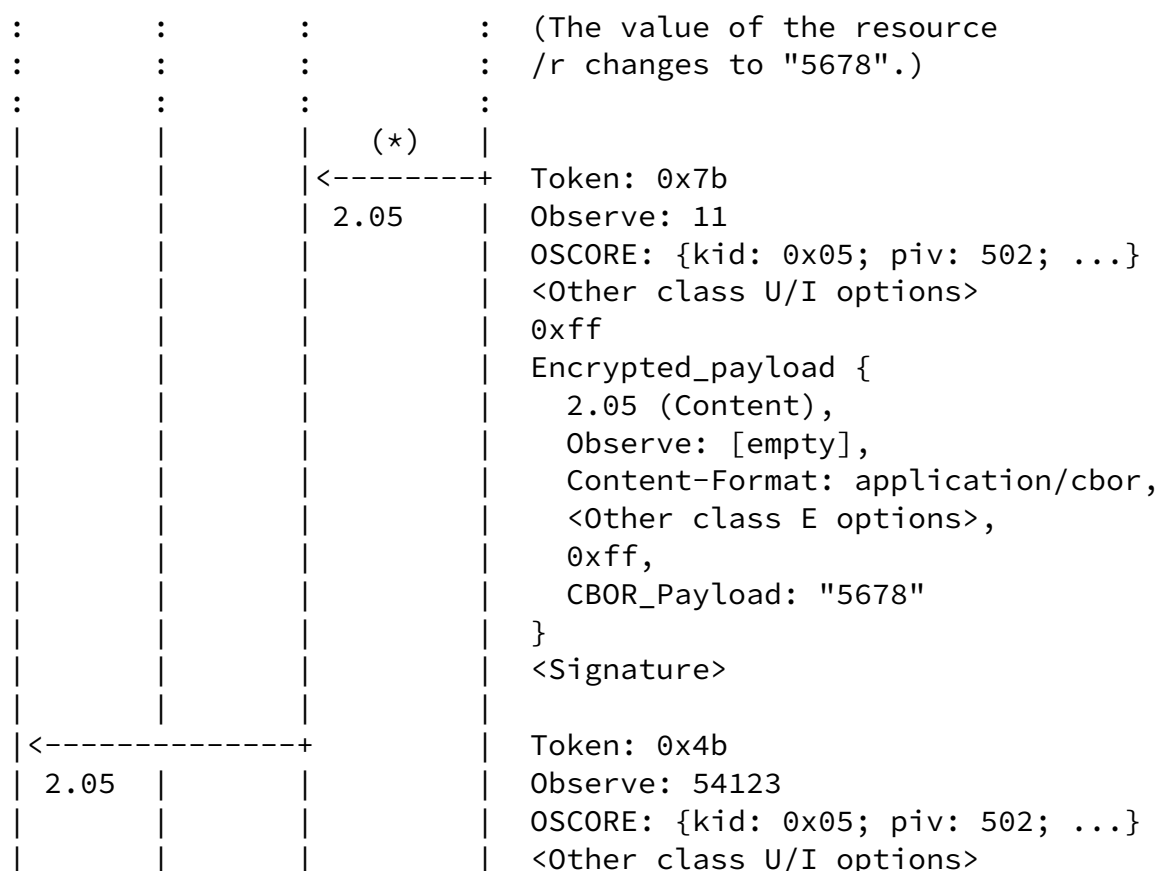 :       :       :         :  (The value of the resource
:       :       :         :  /r changes to "5678".)
:       :       :         :
|       |       |   (*)   |
|       |       |<--------+  Token: 0x7b
|       |       | 2.05    |  Observe: 11
|       |       |         |  OSCORE: {kid: 0x05; piv: 502; ...}
|       |       |         |  <Other class U/I options>
|       |       |         |  0xff
|       |       |         |  Encrypted_payload {
|       |       |         |    2.05 (Content),
|       |       |         |    Observe: [empty],
|       |       |         |    Content-Format: application/cbor,
|       |       |         |    <Other class E options>,
|       |       |         |    0xff,
|       |       |         |    CBOR_Payload: "5678"
|       |       |         |  }
|       |       |         |  <Signature>
|       |       |         |
|<--------------+         |  Token: 0x4b
| 2.05  |       |         |  Observe: 54123
|       |       |         |  OSCORE: {kid: 0x05; piv: 502; ...}
|       |       |         |  <Other class U/I options>